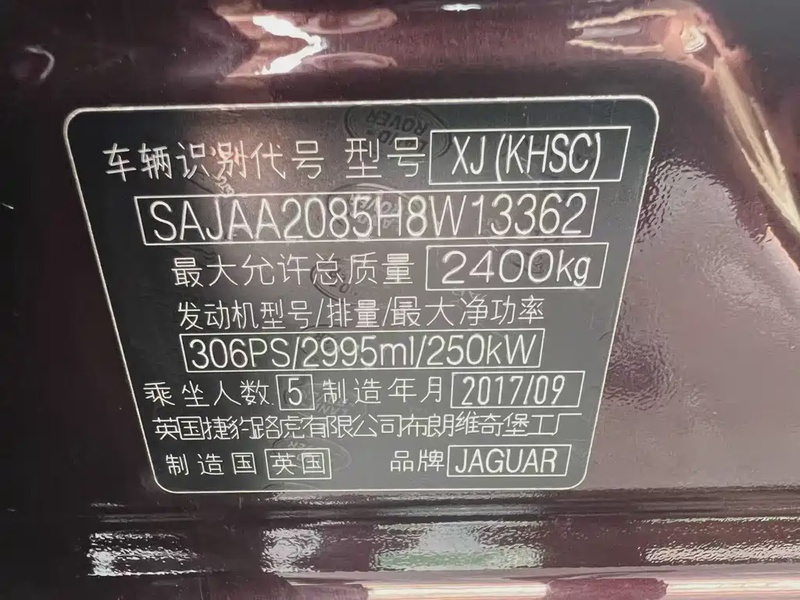 车辆识别代号 型号 XJ(KHSC)
SAJAA2085H8W13362
最大允许总质量 2400kg
发动机型号/排量/最大净功率
306PS/2995ml/250kW
乘坐人数 5 制造年月 2017/09
英国捷豹路虎有限公司布朗维奇堡工厂
制造国 英国 品牌 JAGUAR